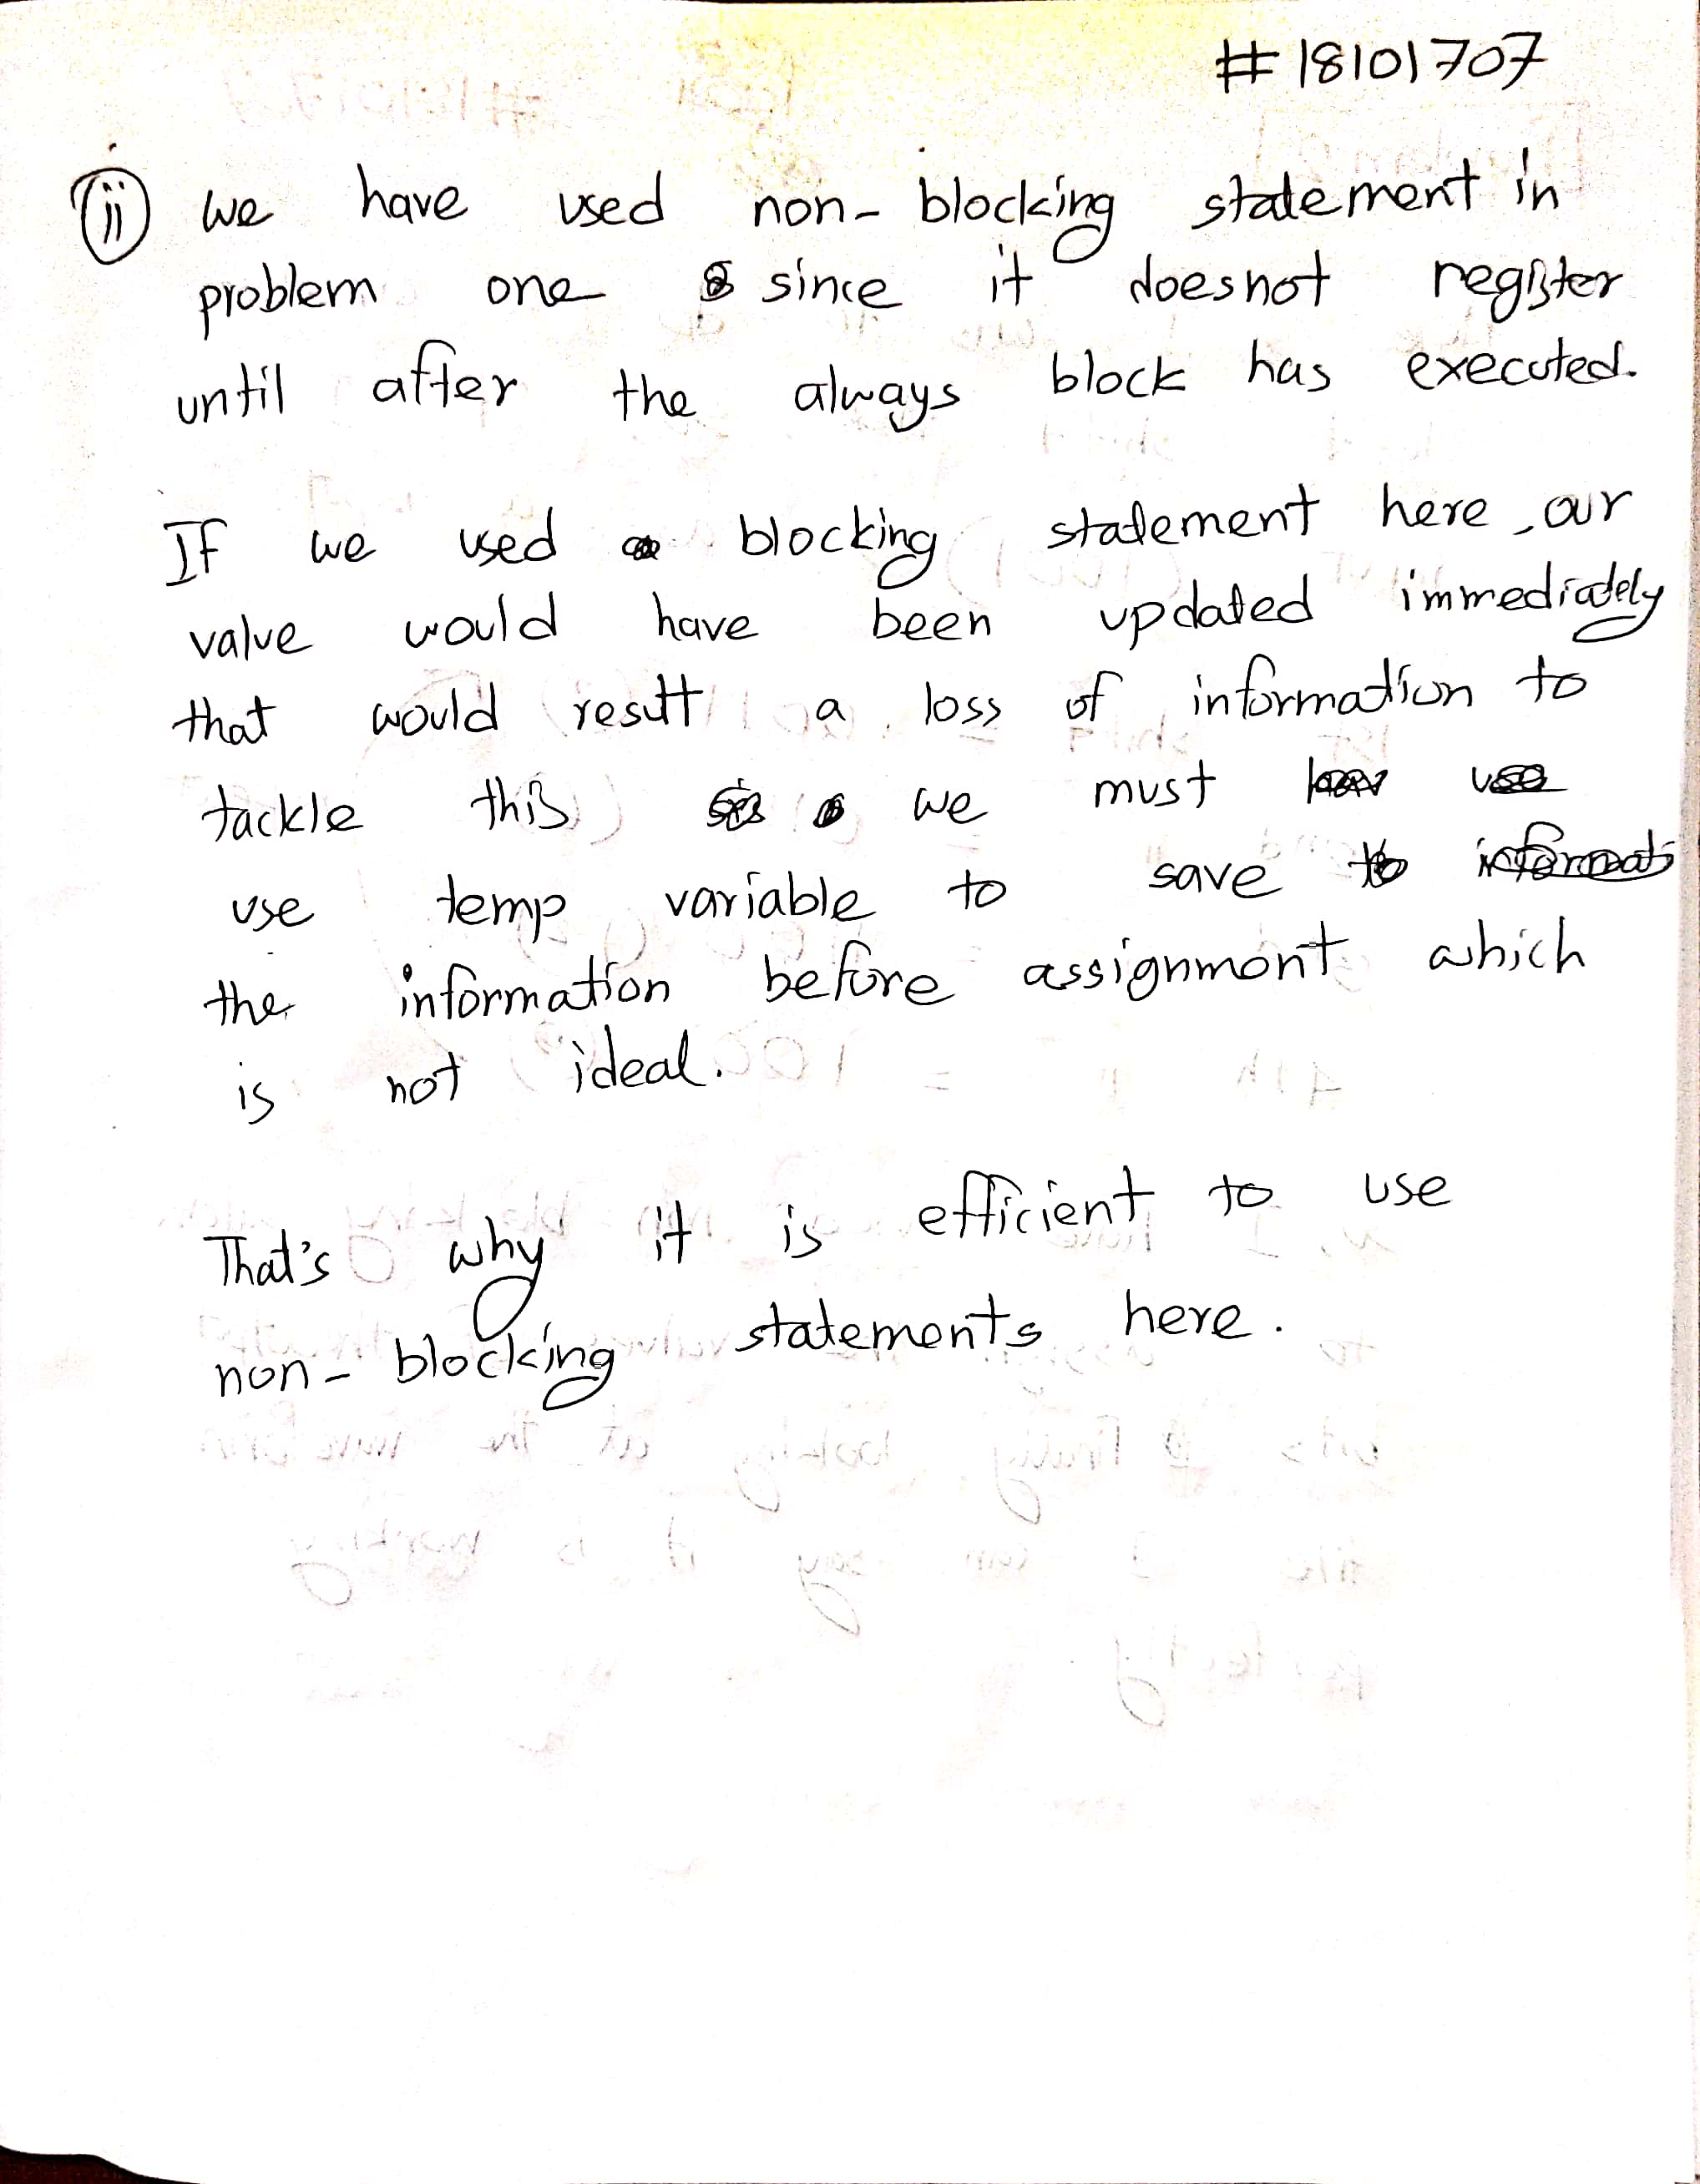 #18101707
ii we have used non-blocking statement in
problem one since it doesnot register
until after the always block has executed.
If we used blocking statement here, our
value would have been updated immediately
that would result a loss of information to
tackle this we must use
use temp variable to save
the information before assignment which
is not ideal.
That's why it is efficient to use
non-blocking statements here.